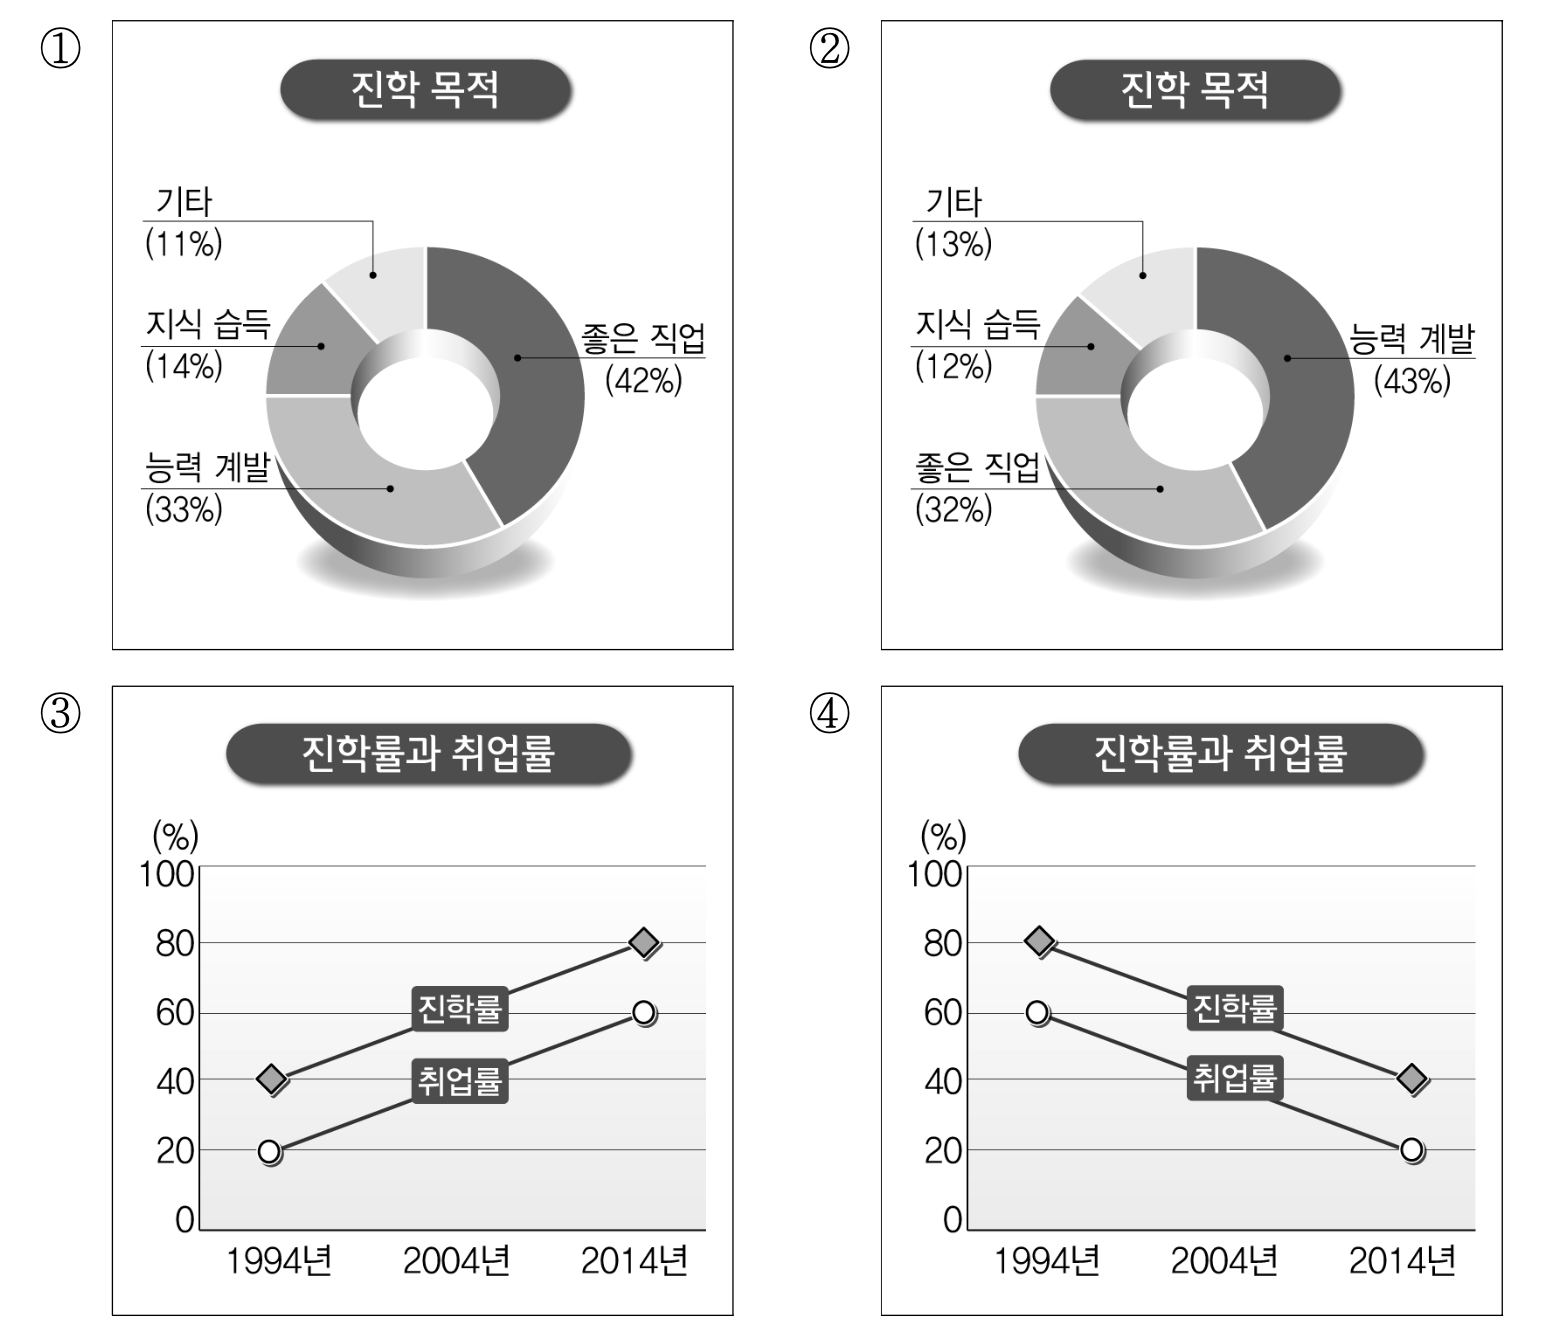 ①
진학 목적
기타
(11%)
지식 습득
(14%)
좋은 직업
(42%)
능력 계발
(33%)
②
진학 목적
기타
(13%)
지식 습득
(12%)
능력 계발
(43%)
좋은 직업
(32%)
③
진학률과 취업률
(%)
100
80
60
40
20
0
진학률
취업률
1994년 2004년 2014년
④
진학률과 취업률
(%)
100
80
60
40
20
0
진학률
취업률
1994년 2004년 2014년